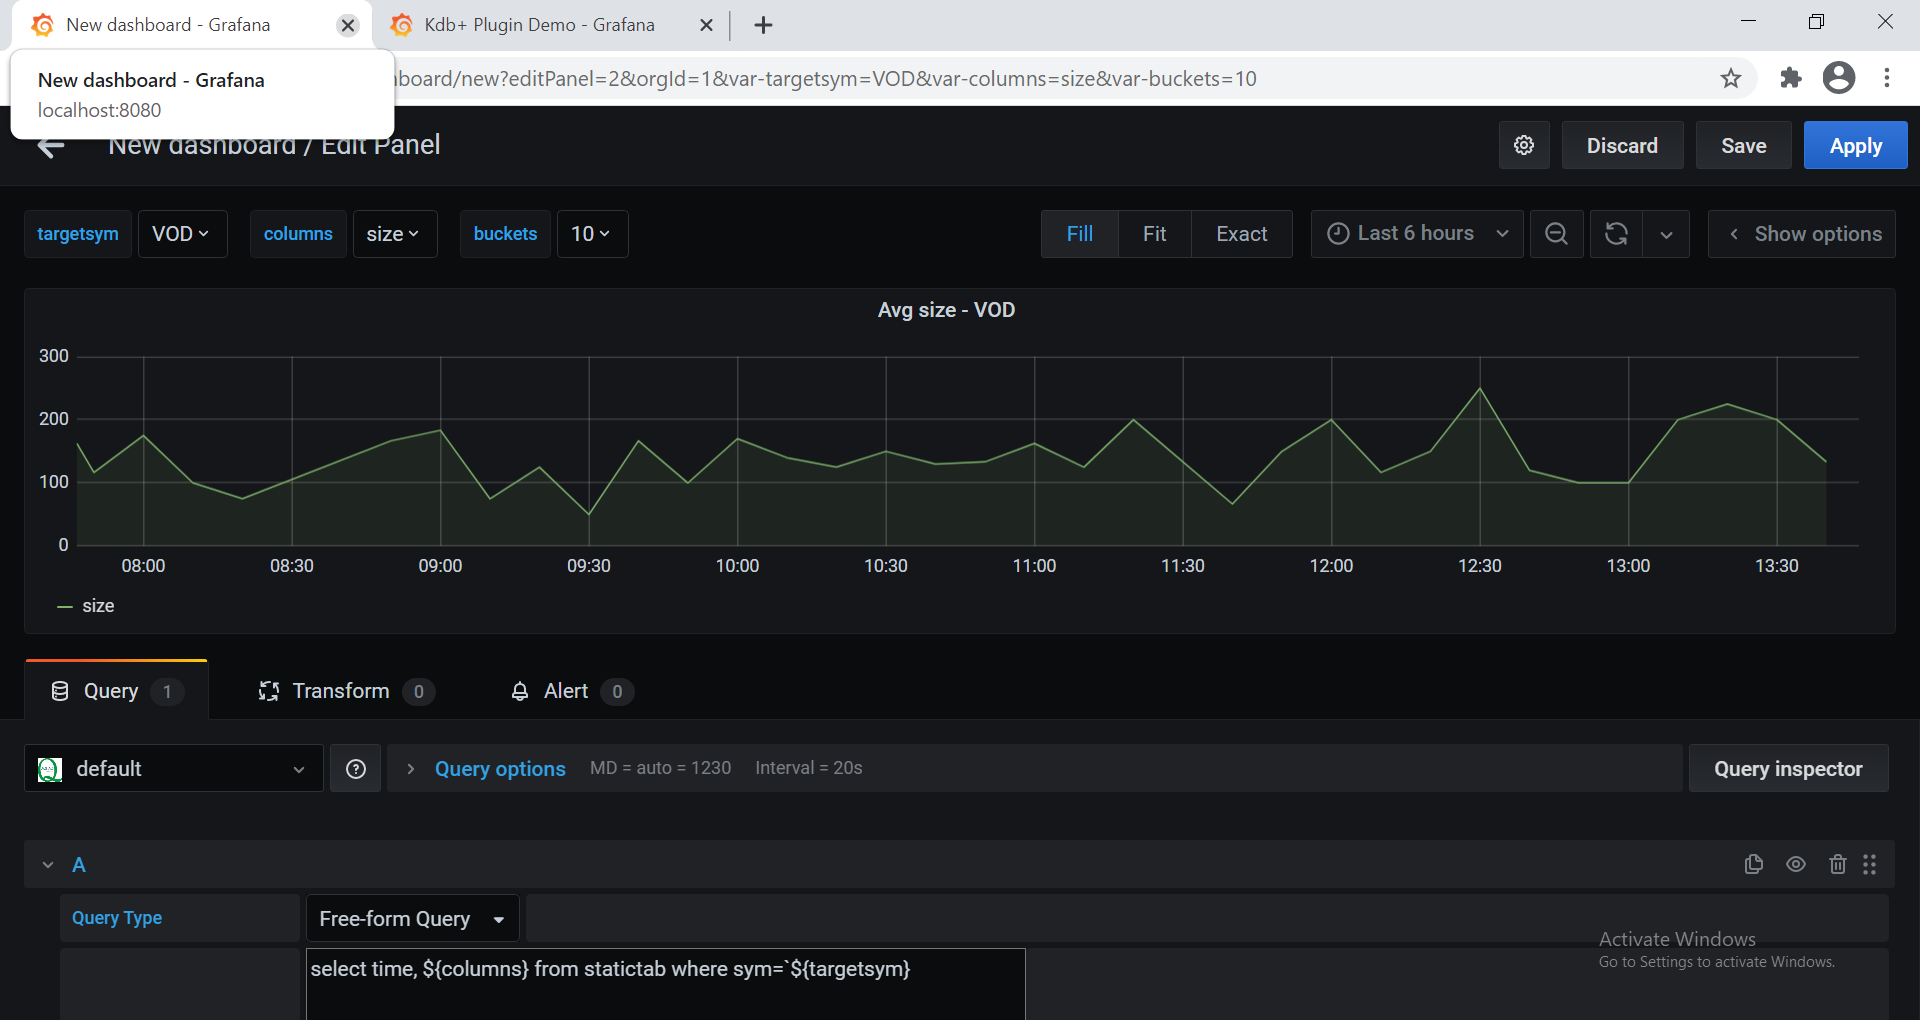 New dashboard - Grafana
Kdb+ Plugin Demo - Grafana
New dashboard - Grafana
localhost:8080
board/new?editPanel=2&orgId=1&var-targetsym=VOD&var-columns=size&var-buckets=10
New dashboard / Edit Panel
Discard
Save
Apply
targetsym
VOD
columns
size
buckets
10
Fill
Fit
Exact
Last 6 hours
Show options
Avg size - VOD
300
200
100
0
08:00
08:30
09:00
09:30
10:00
10:30
11:00
11:30
12:00
12:30
13:00
13:30
size
Query 1
Transform 0
Alert 0
default
Query options
MD = auto = 1230
Interval = 20s
Query inspector
A
Query Type
Free-form Query
select time, ${columns} from statictab where sym=`${targetsym}
Activate Windows
Go to Settings to activate Windows.